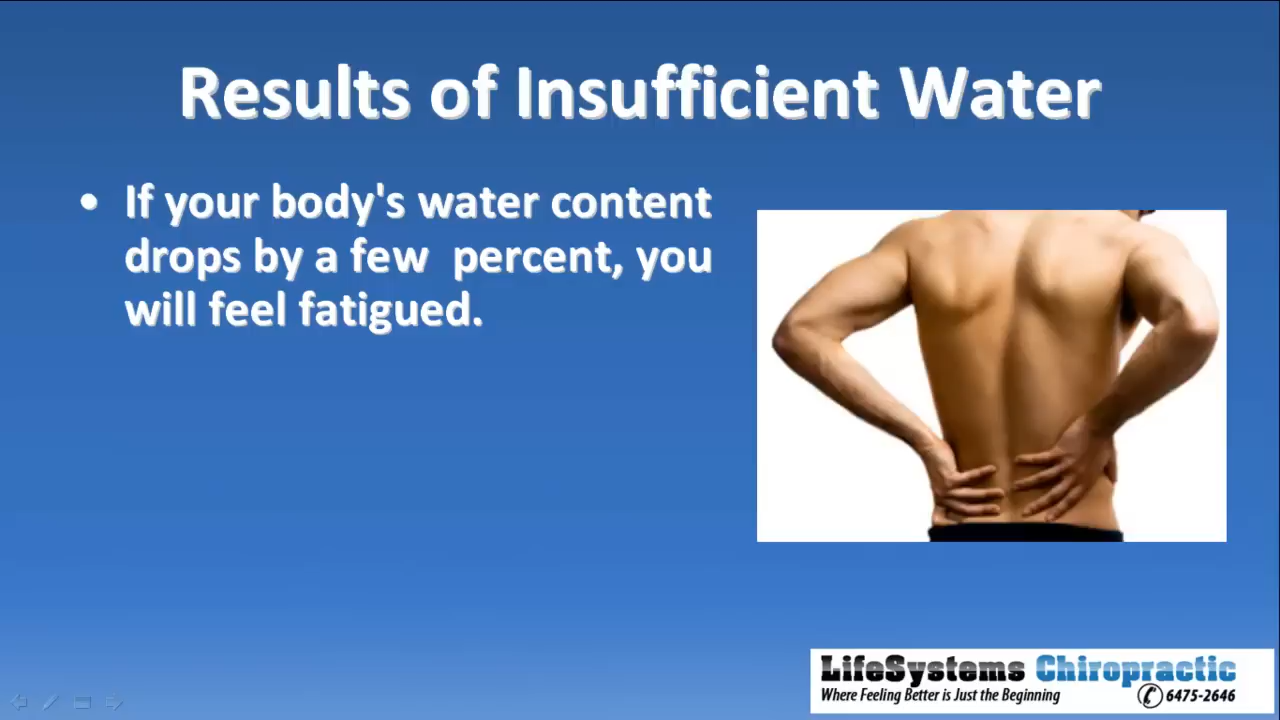 Results of Insufficient Water
• If your body's water content
drops by a few  percent, you
will feel fatigued.
LifeSystems Chiropractic
Where Feeling Better is Just the Beginning 6475-2646